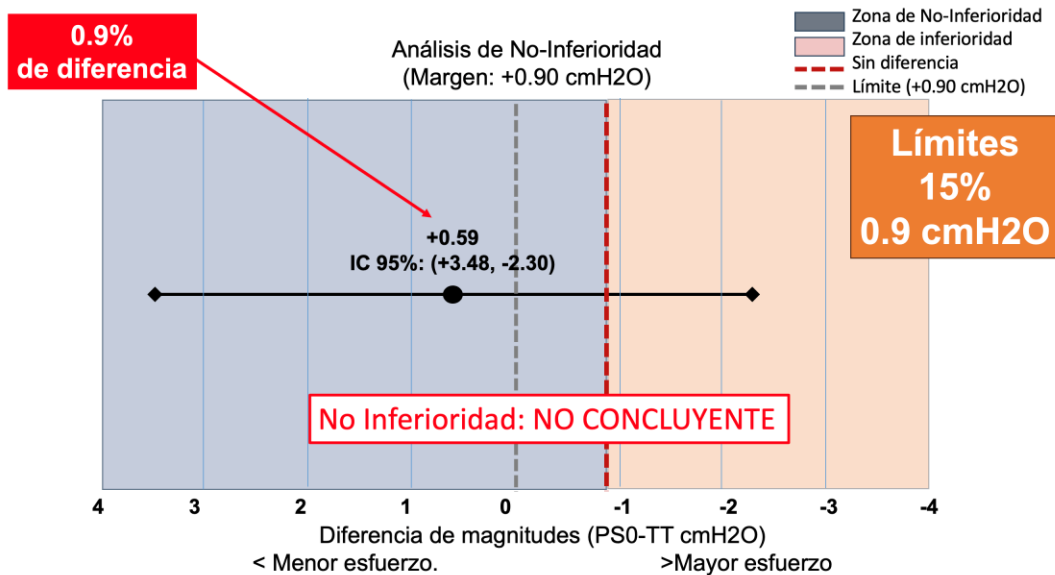 0.9%
de diferencia
Análisis de No-Inferioridad
(Margen: +0.90 cmH2O)
Zona de No-Inferioridad
Zona de inferioridad
Sin diferencia
Límite (+0.90 cmH2O)
Límites
15%
0.9 cmH2O
+0.59
IC 95%: (+3.48, -2.30)
No Inferioridad: NO CONCLUYENTE
4 3 2 1 0 -1 -2 -3 -4
Diferencia de magnitudes (PS0-TT cmH2O)
< Menor esfuerzo. >Mayor esfuerzo